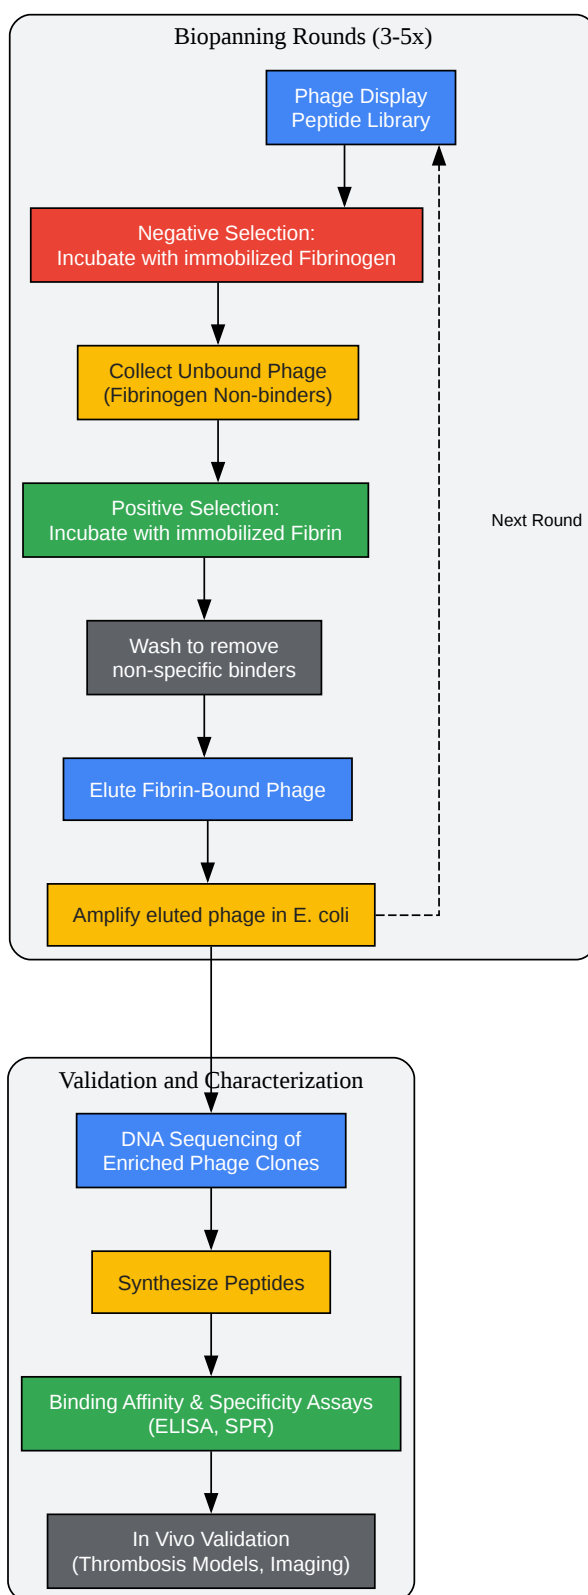 Biopanning Rounds (3-5x)
Phage Display
Peptide Library
Negative Selection:
Incubate with immobilized Fibrinogen
Collect Unbound Phage
(Fibrinogen Non-binders)
Positive Selection:
Incubate with immobilized Fibrin
Next Round
Wash to remove
non-specific binders
Elute Fibrin-Bound Phage
Amplify eluted phage in E. coli
Validation and Characterization
DNA Sequencing of
Enriched Phage Clones
Synthesize Peptides
Binding Affinity & Specificity Assays
(ELISA, SPR)
In Vivo Validation
(Thrombosis Models, Imaging)